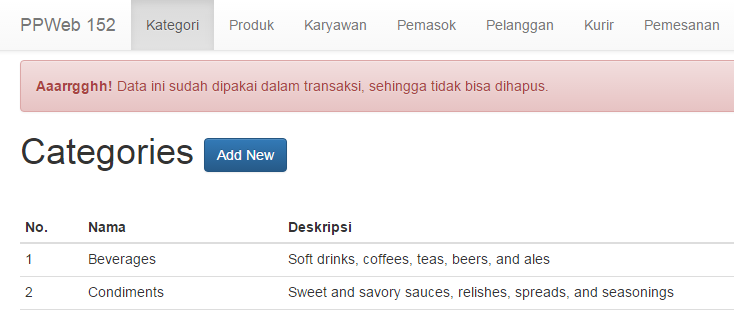 PPWeb 152 Kategori Produk Karyawan Pemasok Pelanggan Kurir Pemesanan
Aaarrgghh! Data ini sudah dipakai dalam transaksi, sehingga tidak bisa dihapus.
Categories Add New
No. Nama Deskripsi
1 Beverages Soft drinks, coffees, teas, beers, and ales
2 Condiments Sweet and savory sauces, relishes, spreads, and seasonings